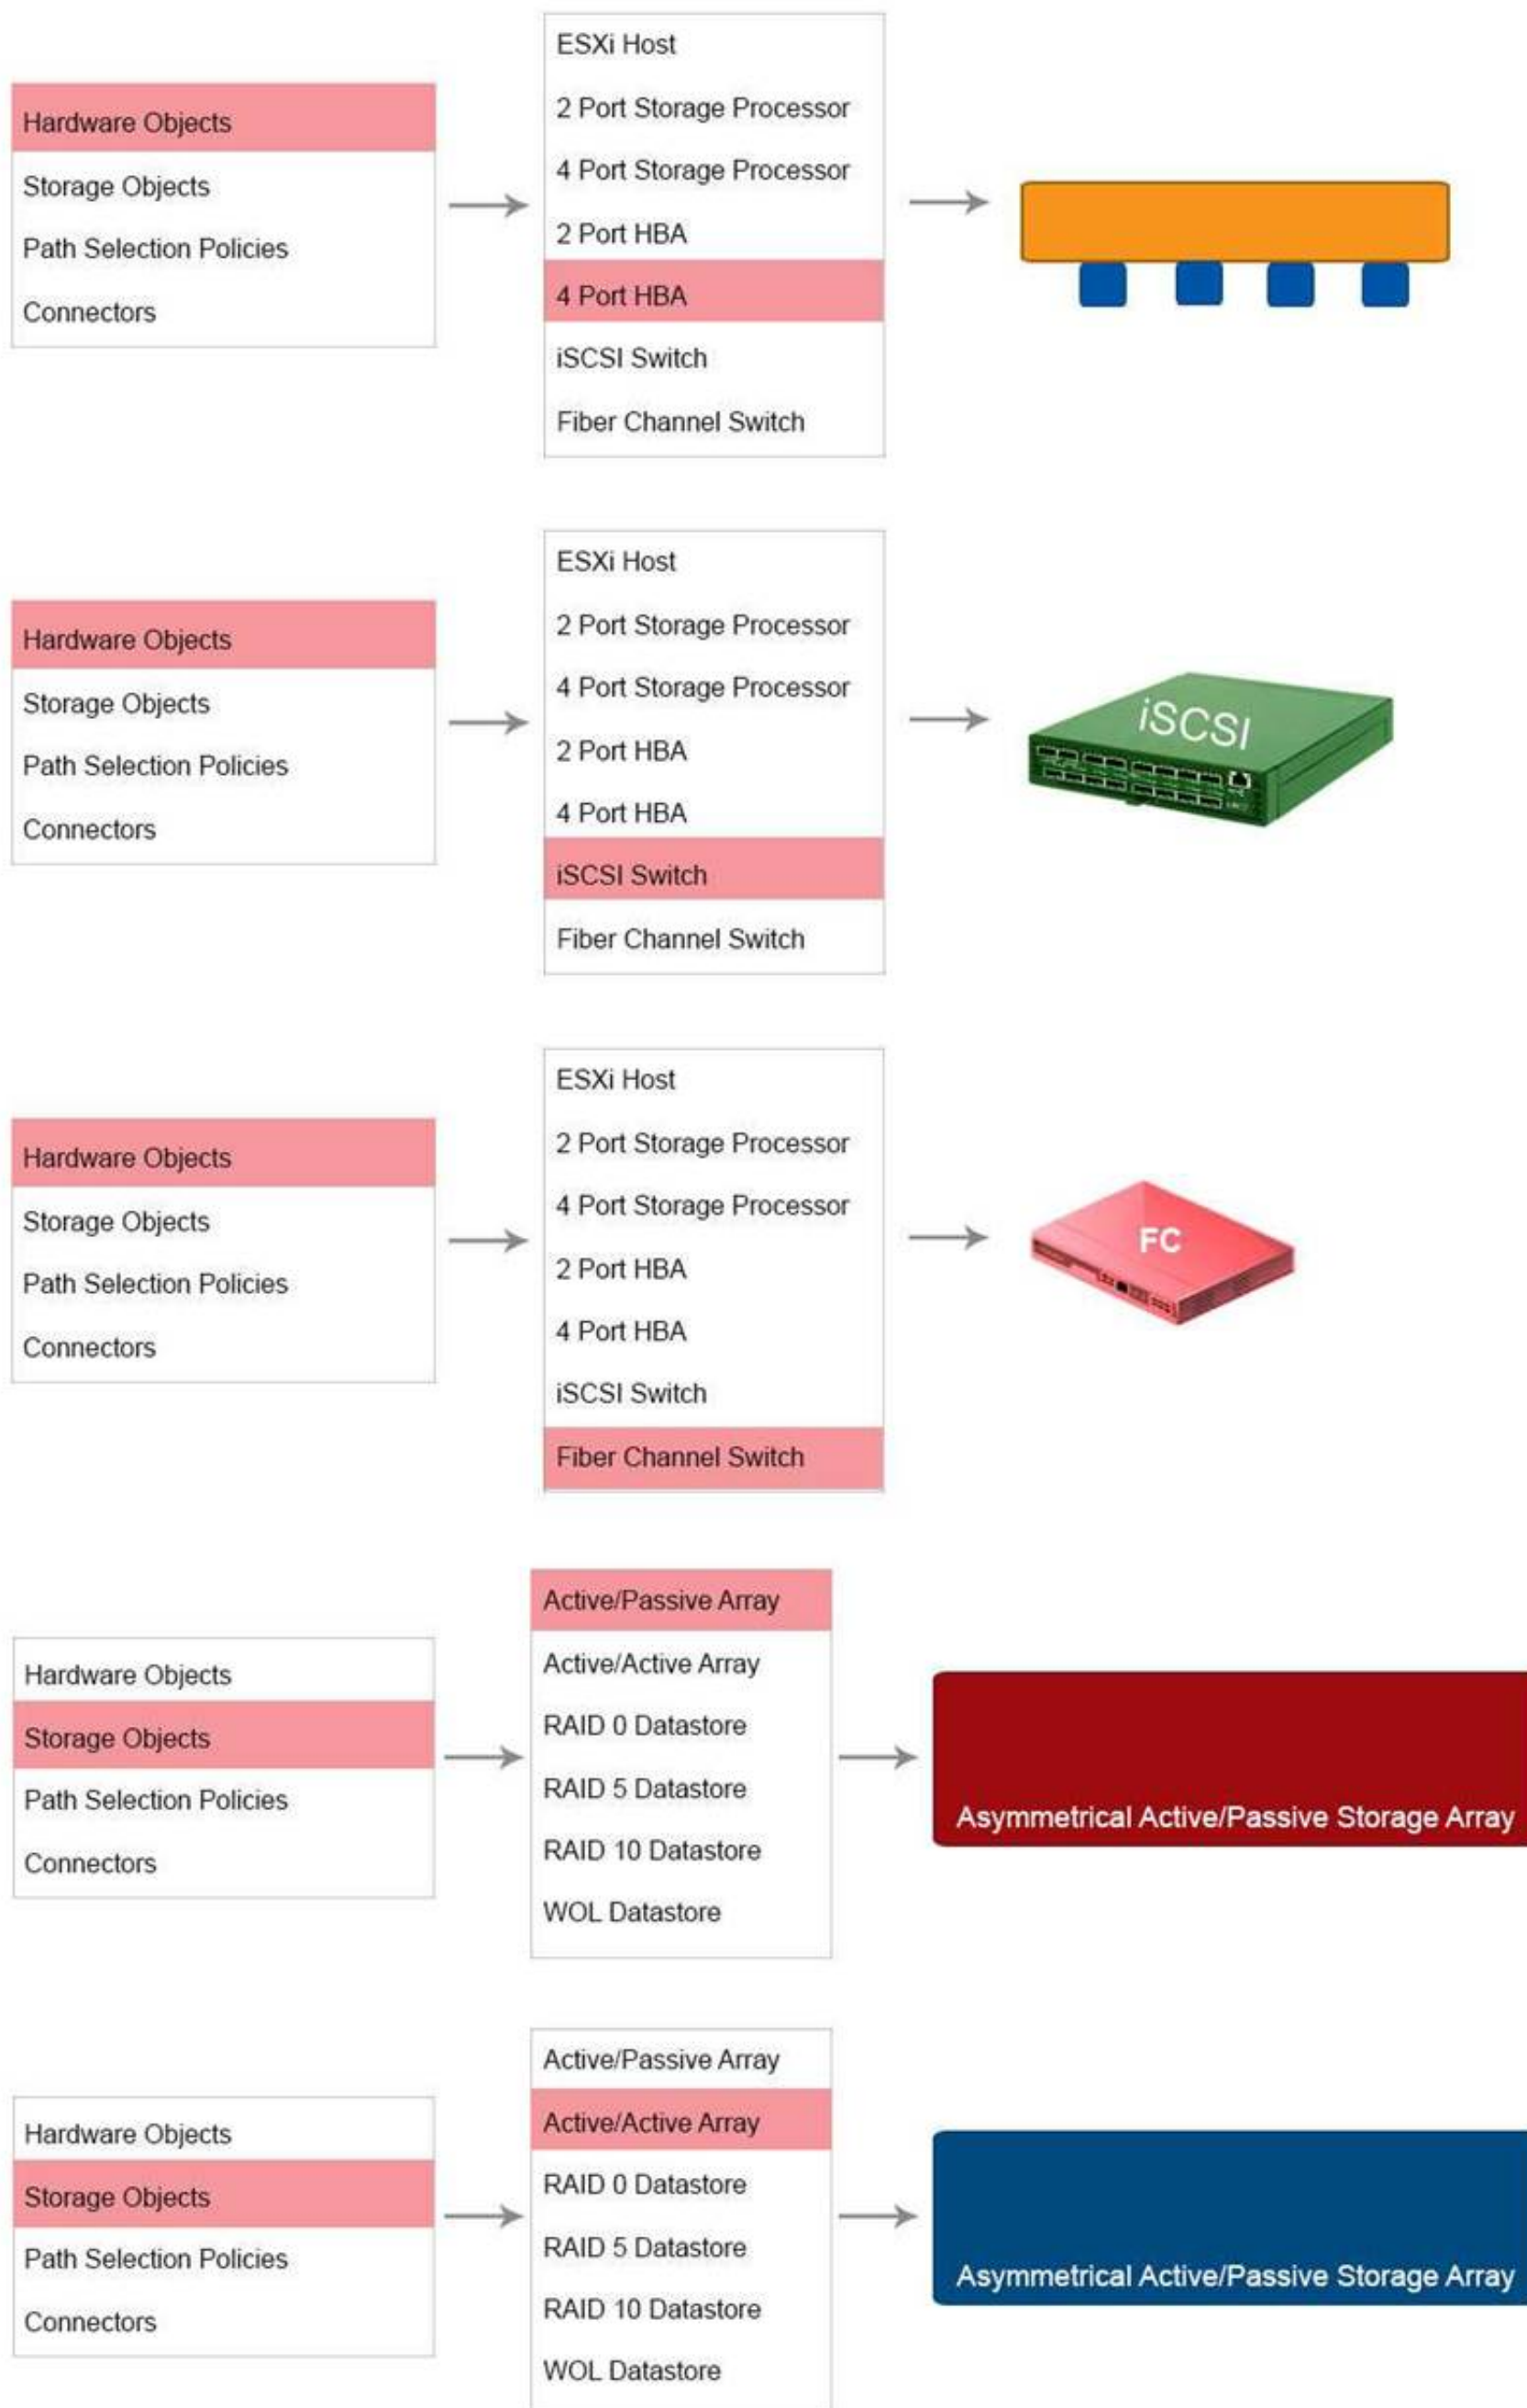 Hardware Objects
Storage Objects
Path Selection Policies
Connectors
ESXi Host
2 Port Storage Processor
4 Port Storage Processor
2 Port HBA
4 Port HBA
iSCSI Switch
Fiber Channel Switch
Hardware Objects
Storage Objects
Path Selection Policies
Connectors
ESXi Host
2 Port Storage Processor
4 Port Storage Processor
2 Port HBA
4 Port HBA
iSCSI Switch
Fiber Channel Switch
iSCSI
Hardware Objects
Storage Objects
Path Selection Policies
Connectors
ESXi Host
2 Port Storage Processor
4 Port Storage Processor
2 Port HBA
4 Port HBA
iSCSI Switch
Fiber Channel Switch
FC
Hardware Objects
Storage Objects
Path Selection Policies
Connectors
Active/Passive Array
Active/Active Array
RAID 0 Datastore
RAID 5 Datastore
RAID 10 Datastore
WOL Datastore
Asymmetrical Active/Passive Storage Array
Hardware Objects
Storage Objects
Path Selection Policies
Connectors
Active/Passive Array
Active/Active Array
RAID 0 Datastore
RAID 5 Datastore
RAID 10 Datastore
WOL Datastore
Asymmetrical Active/Passive Storage Array